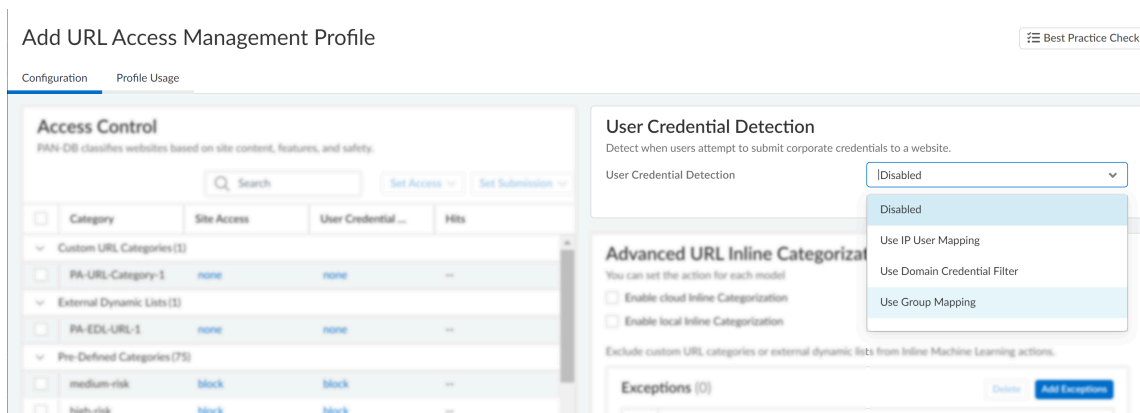 Add URL Access Management Profile
Best Practice Check
Configuration Profile Usage
Access Control
PAN-DB classifies websites based on site content, features, and safety.
Search Set Access Set Submission
Category Site Access User Credential ... Hits
Custom URL Categories (1)
PA-URL-Category-1 none none --
External Dynamic Lists (1)
PA-EDL-URL-1 none none --
Pre-Defined Categories (75)
medium-risk block block --
high-risk block block --
User Credential Detection
Detect when users attempt to submit corporate credentials to a website.
User Credential Detection Disabled
Disabled
Use IP User Mapping
Use Domain Credential Filter
Use Group Mapping
Advanced URL Inline Categorizat
You can set the action for each model
Enable cloud Inline Categorization
Enable local Inline Categorization
Exclude custom URL categories or external dynamic lists from Inline Machine Learning actions.
Exceptions (0) Delete Add Exceptions